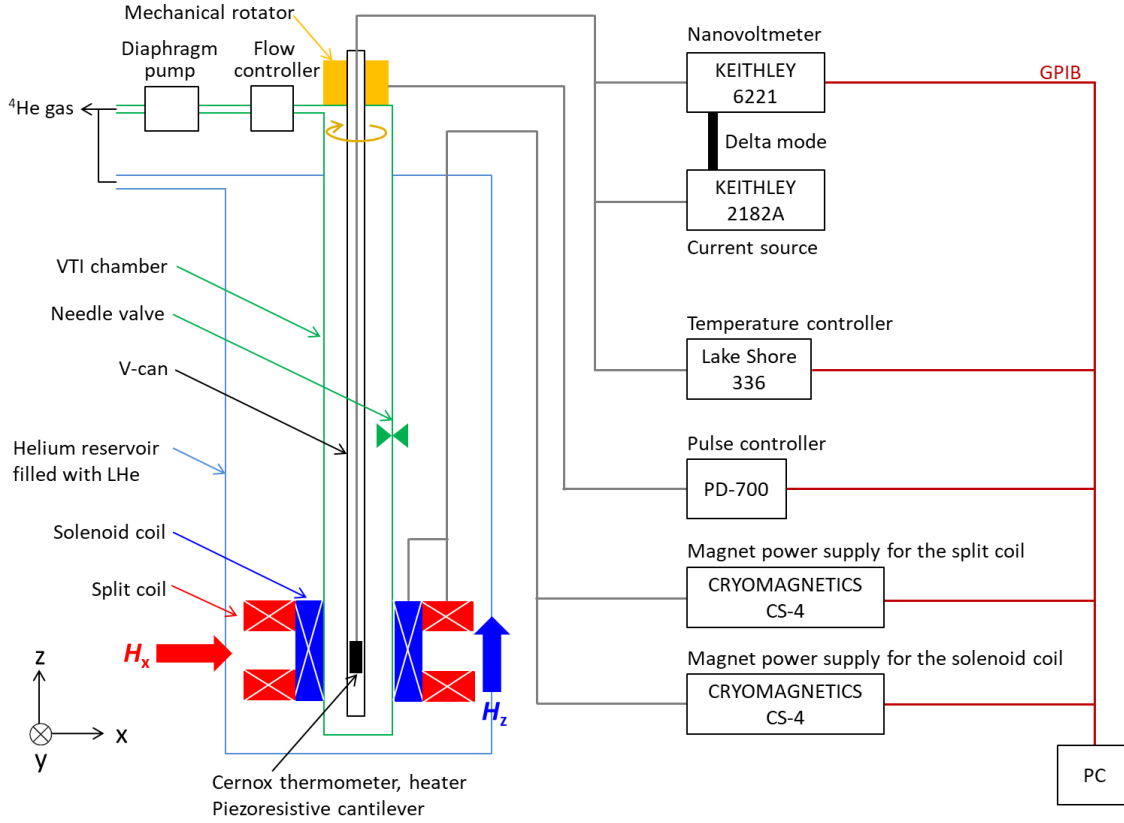 Mechanical rotator
Diaphragm
pump
Flow
controller
⁴He gas
VTI chamber
Needle valve
V-can
Helium reservoir
filled with LHe
Solenoid coil
Split coil
Hx
Hz
z
x
y
Cernox thermometer, heater
Piezoresistive cantilever
Nanovoltmeter
KEITHLEY
6221
GPIB
Delta mode
KEITHLEY
2182A
Current source
Temperature controller
Lake Shore
336
Pulse controller
PD-700
Magnet power supply for the split coil
CRYOMAGNETICS
CS-4
Magnet power supply for the solenoid coil
CRYOMAGNETICS
CS-4
PC